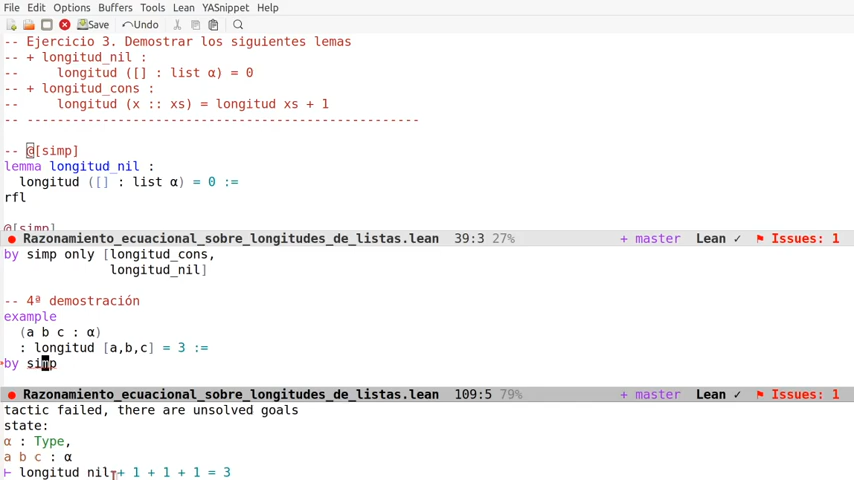 File Edit Options Buffers Tools Lean YASnippet Help
Save Undo
-- Ejercicio 3. Demostrar los siguientes lemas
-- + longitud_nil :
--     longitud ([] : list α) = 0
-- + longitud_cons :
--     longitud (x :: xs) = longitud xs + 1
-- ----------------------------------------------------
-- @[simp]
lemma longitud_nil :
  longitud ([] : list α) = 0 :=
rfl
@[simp]
Razonamiento_ecuacional_sobre_longitudes_de_listas.lean 39:3 27% + master Lean ✓ Issues: 1
by simp only [longitud_cons,
              longitud_nil]
-- 4ª demostración
example
  (a b c : α)
  : longitud [a,b,c] = 3 :=
by simp
Razonamiento_ecuacional_sobre_longitudes_de_listas.lean 109:5 79% + master Lean ✓ Issues: 1
tactic failed, there are unsolved goals
state:
α : Type,
a b c : α
⊢ longitud nil + 1 + 1 + 1 = 3